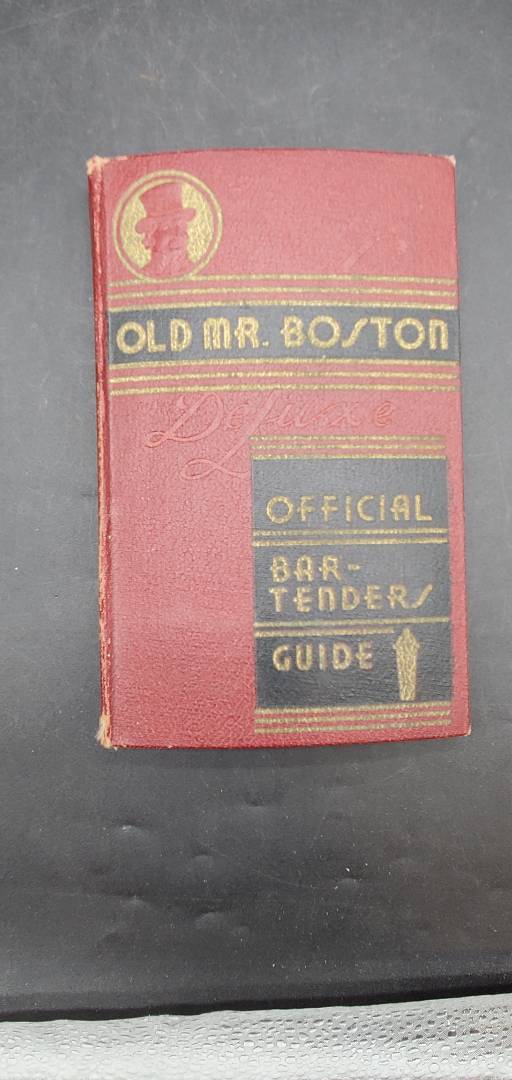 OLD MR. BOSTON
DeLuxe
OFFICIAL
BAR-
TENDERS
GUIDE